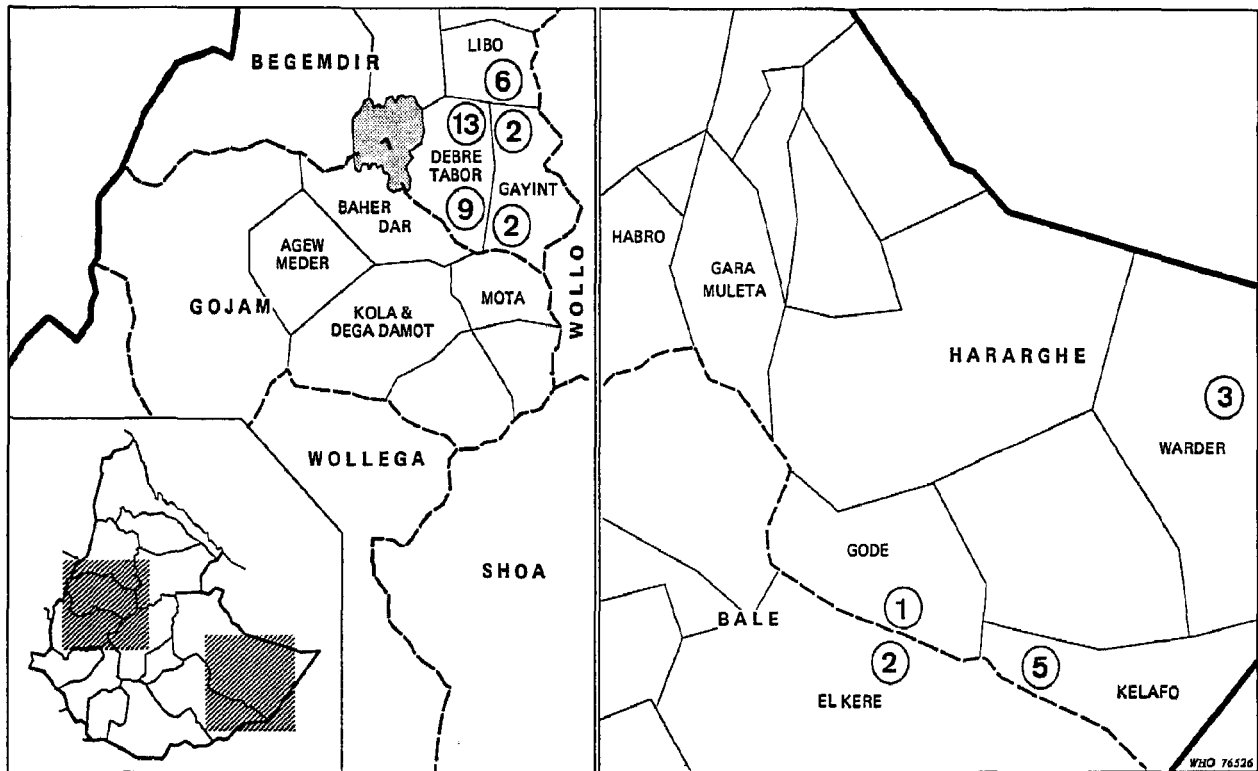 LIBO
BEGEMDIR
6
13
2
DEBRE
TABOR
GAYINT
9
2
BAHER
DAR
AGEW
MEDER
WOLLO
GOJAM
MOTA
KOLA &
DEGA DAMOT
WOLLEGA
SHOA
HABRO
GARA
MULETA
HARARGHE
3
WARDER
GODE
1
BALE
2
5
EL KERE
KELAFO
WHO 76526